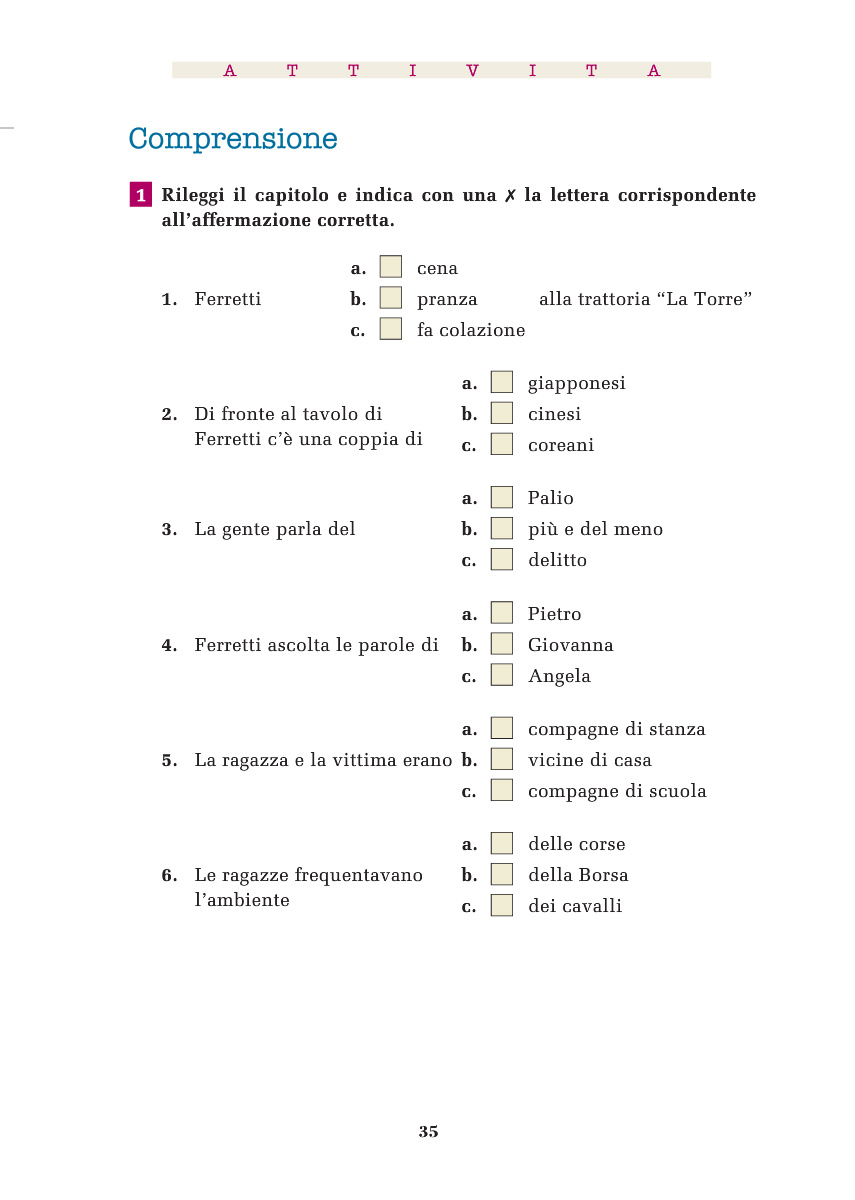 A T T I V I T A
Comprensione
1 Rileggi il capitolo e indica con una ✗ la lettera corrispondente
all’affermazione corretta.
a. cena
1. Ferretti b. pranza alla trattoria “La Torre”
c. fa colazione
a. giapponesi
2. Di fronte al tavolo di b. cinesi
Ferretti c’è una coppia di
c. coreani
a. Palio
3. La gente parla del b. più e del meno
c. delitto
a. Pietro
4. Ferretti ascolta le parole di b. Giovanna
c. Angela
a. compagne di stanza
5. La ragazza e la vittima erano b. vicine di casa
c. compagne di scuola
a. delle corse
6. Le ragazze frequentavano b. della Borsa
l’ambiente
c. dei cavalli
35